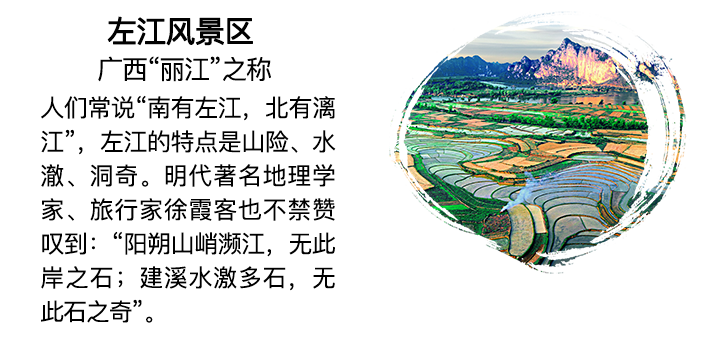 左江风景区
广西“丽江”之称
人们常说“南有左江，北有漓
江”，左江的特点是山险、水
澈、洞奇。明代著名地理学
家、旅行家徐霞客也不禁赞
叹到：“阳朔山峭濒江，无此
岸之石；建溪水激多石，无
此石之奇”。